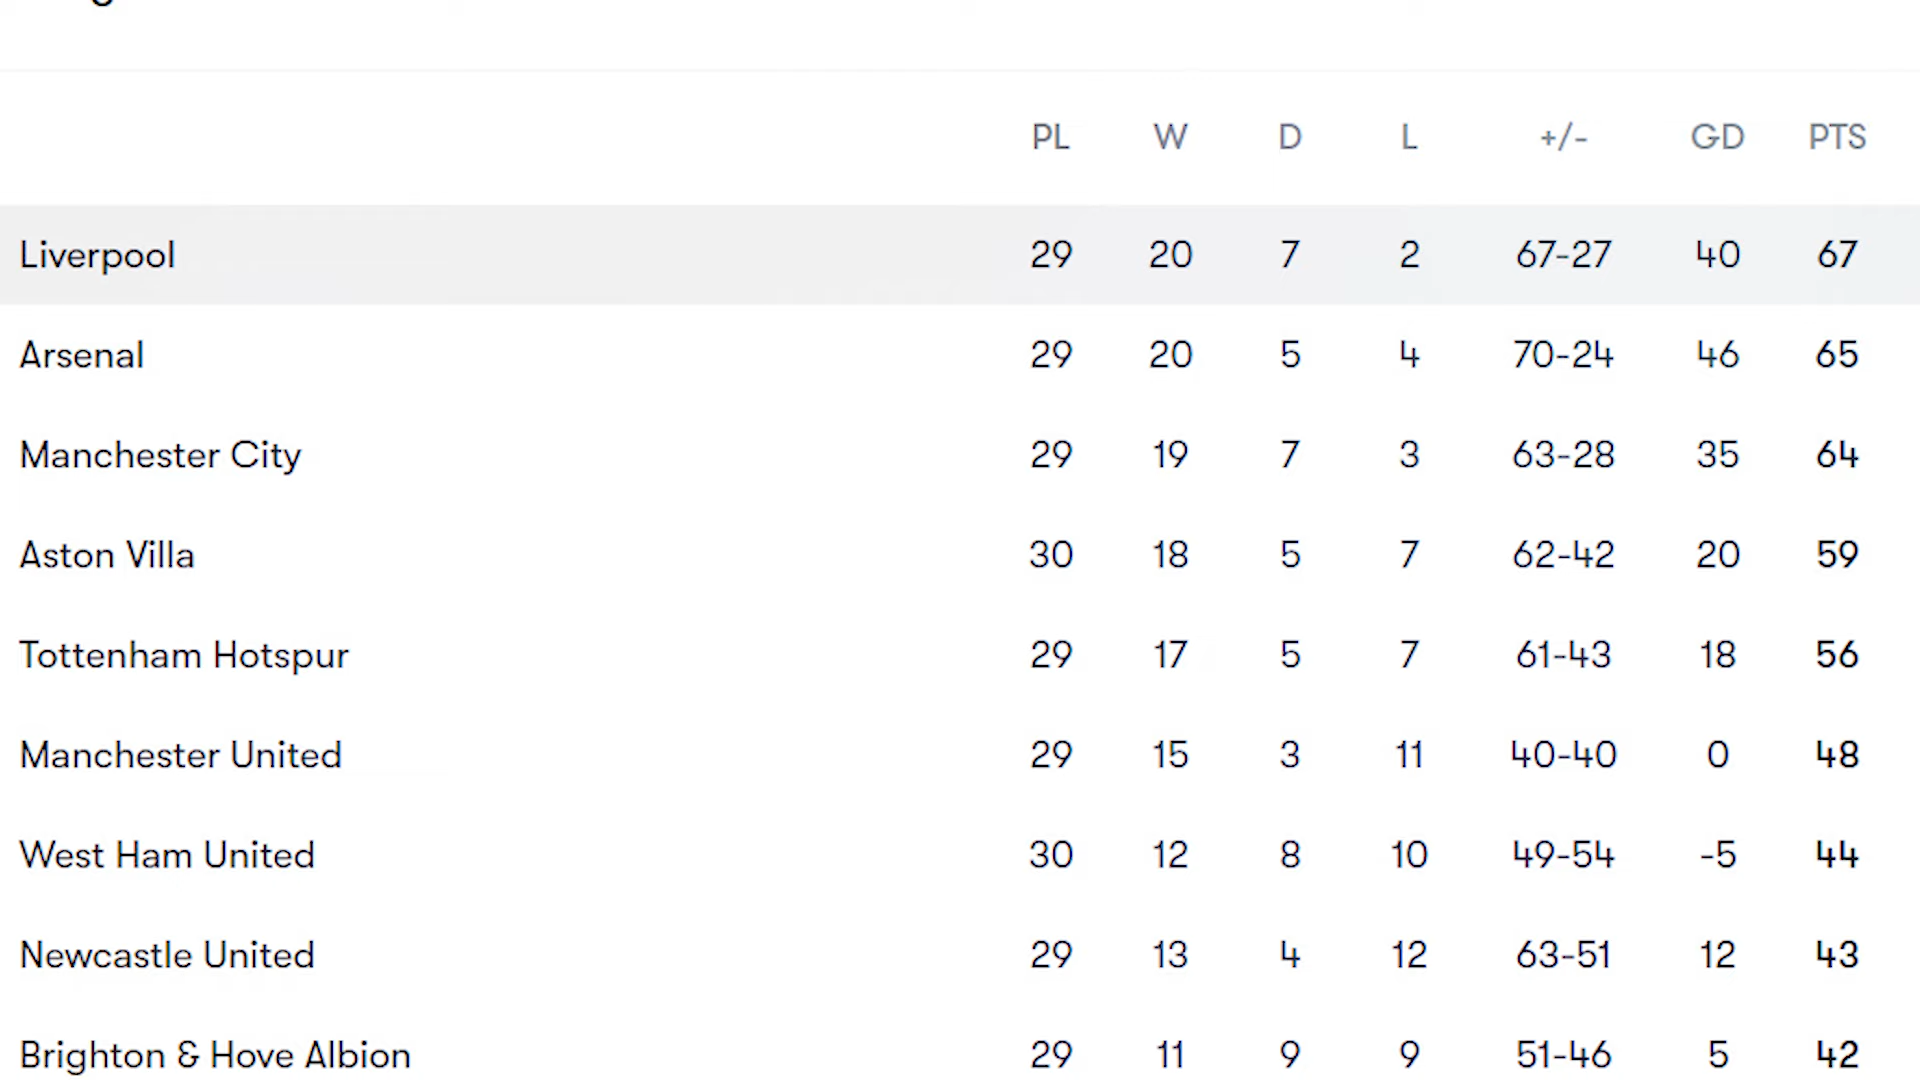 PL W D L +/- GD PTS
Liverpool 29 20 7 2 67-27 40 67
Arsenal 29 20 5 4 70-24 46 65
Manchester City 29 19 7 3 63-28 35 64
Aston Villa 30 18 5 7 62-42 20 59
Tottenham Hotspur 29 17 5 7 61-43 18 56
Manchester United 29 15 3 11 40-40 0 48
West Ham United 30 12 8 10 49-54 -5 44
Newcastle United 29 13 4 12 63-51 12 43
Brighton & Hove Albion 29 11 9 9 51-46 5 42